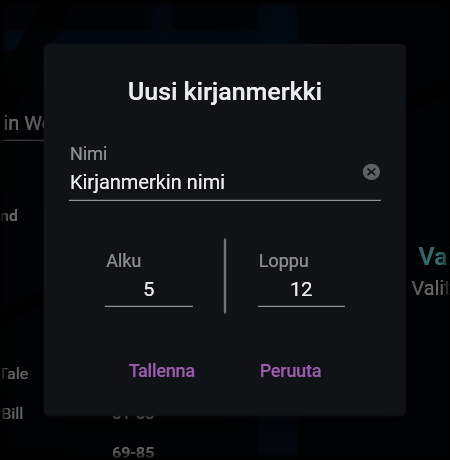 Uusi kirjanmerkki
in
Nimi
Kirjanmerkin nimi
nd
Alku
Loppu
Va
5
12
Valit
Tale
Tallenna
Peruuta
Bill
69-85